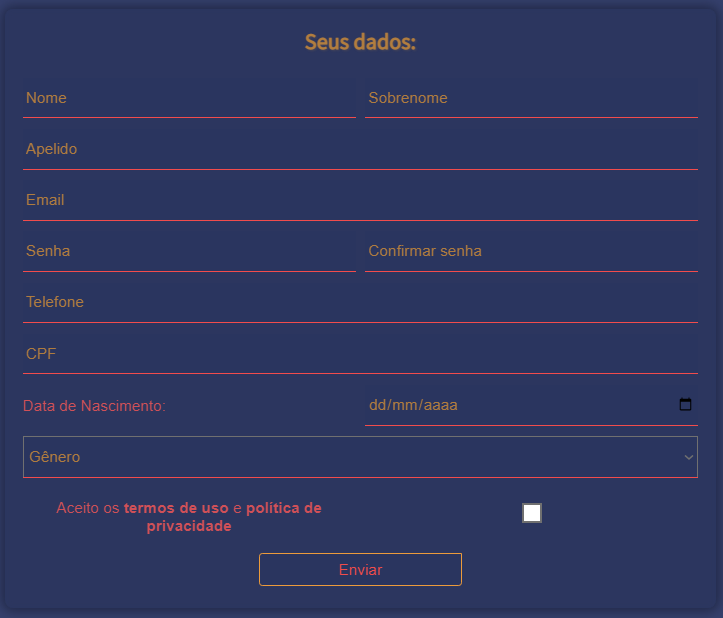 Seus dados:
Nome
Sobrenome
Apelido
Email
Senha
Confirmar senha
Telefone
CPF
Data de Nascimento:
dd/mm/aaaa
Gênero
Aceito os termos de uso e politica de
privacidade
Enviar